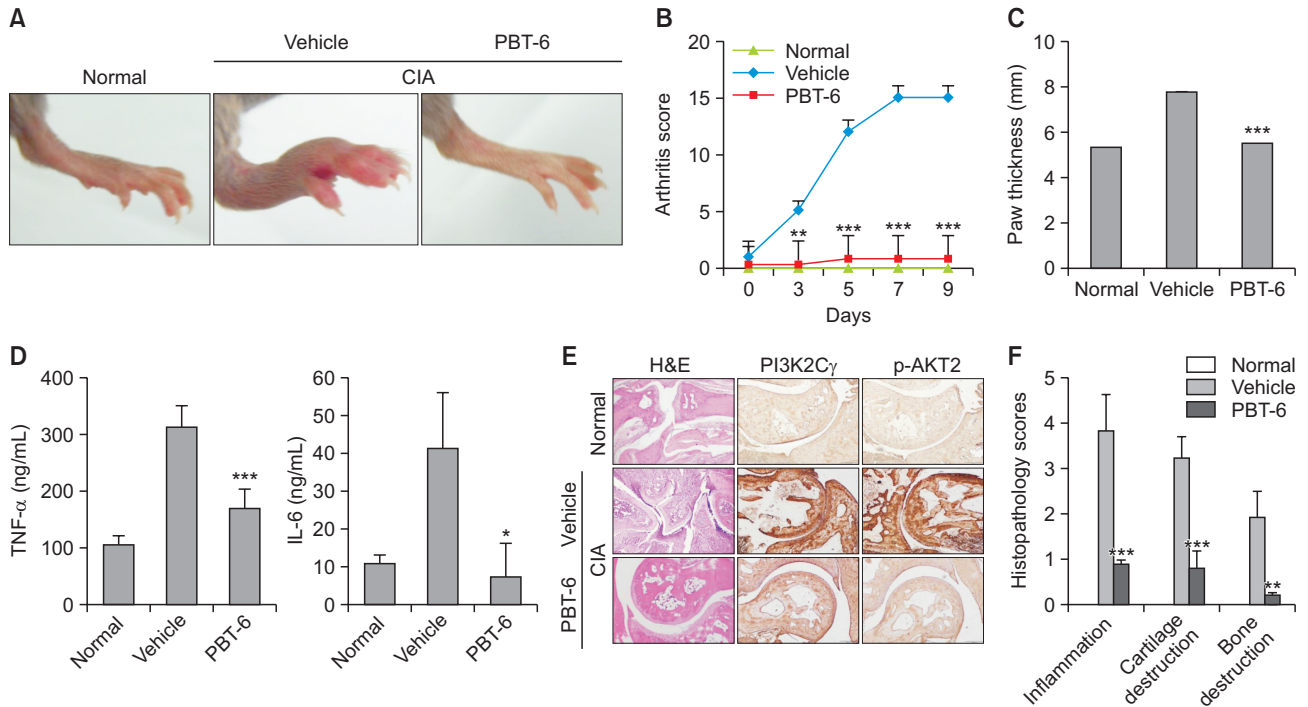 A
Vehicle
PBT-6
Normal
CIA
B
20
15
10
5
0
Arthritis score
Normal
Vehicle
PBT-6
**
***
***
***
0
3
5
7
9
Days
C
10
8
6
4
2
0
Paw thickness (mm)
***
Normal
Vehicle
PBT-6
D
400
300
200
100
0
TNF-α (ng/mL)
***
Normal
Vehicle
PBT-6
60
50
40
30
20
10
0
IL-6 (ng/mL)
*
Normal
Vehicle
PBT-6
E
H&E
PI3K2Cγ
p-AKT2
Normal
Vehicle
PBT-6
CIA
F
Normal
Vehicle
PBT-6
5
4
3
2
1
0
Histopathology scores
***
***
**
Inflammation
Cartilage
destruction
Bone
destruction